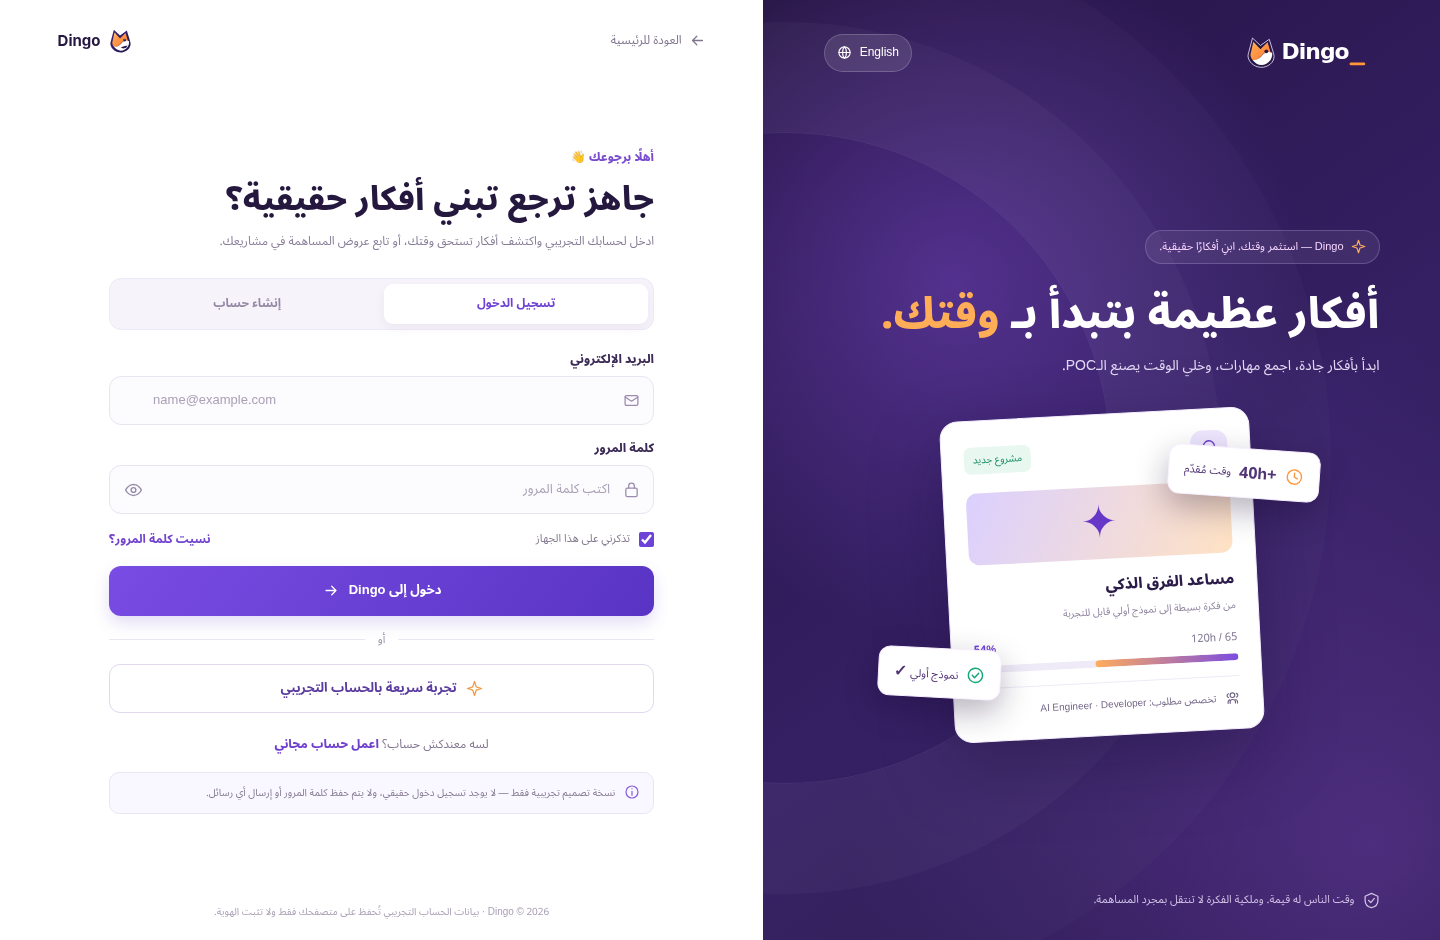 Dingo_
English
Dingo — استثمر وقتك. ابنِ أفكارًا حقيقية.
أفكار عظيمة بتبدأ بـ وقتك.
ابدأ بأفكار جادة، اجمع مهارات، وخلي الوقت يصنع الـPOC.
مشروع جديد
+40h وقت مُقدّم
✦
مساعد الفرق الذكي
من فكرة بسيطة إلى نموذج أولي قابل للتجربة
65 / 120h
54%
نموذج أولي ✓
تخصص مطلوب: AI Engineer · Developer
وقت الناس له قيمة. وملكية الفكرة لا تنتقل بمجرد المساهمة.
العودة للرئيسية
Dingo
أهلًا برجوعك 👋
جاهز ترجع تبني أفكار حقيقية؟
ادخل لحسابك التجريبي واكتشف أفكار تستحق وقتك، أو تابع عروض المساهمة في مشاريعك.
تسجيل الدخول
إنشاء حساب
البريد الإلكتروني
name@example.com
كلمة المرور
اكتب كلمة المرور
تذكرني على هذا الجهاز
نسيت كلمة المرور؟
دخول إلى Dingo
أو
تجربة سريعة بالحساب التجريبي
لسه معندكش حساب؟ اعمل حساب مجاني
نسخة تصميم تجريبية فقط — لا يوجد تسجيل دخول حقيقي، ولا يتم حفظ كلمة المرور أو إرسال أي رسائل.
Dingo © 2026 · بيانات الحساب التجريبي تُحفظ على متصفحك فقط ولا تثبت الهوية.